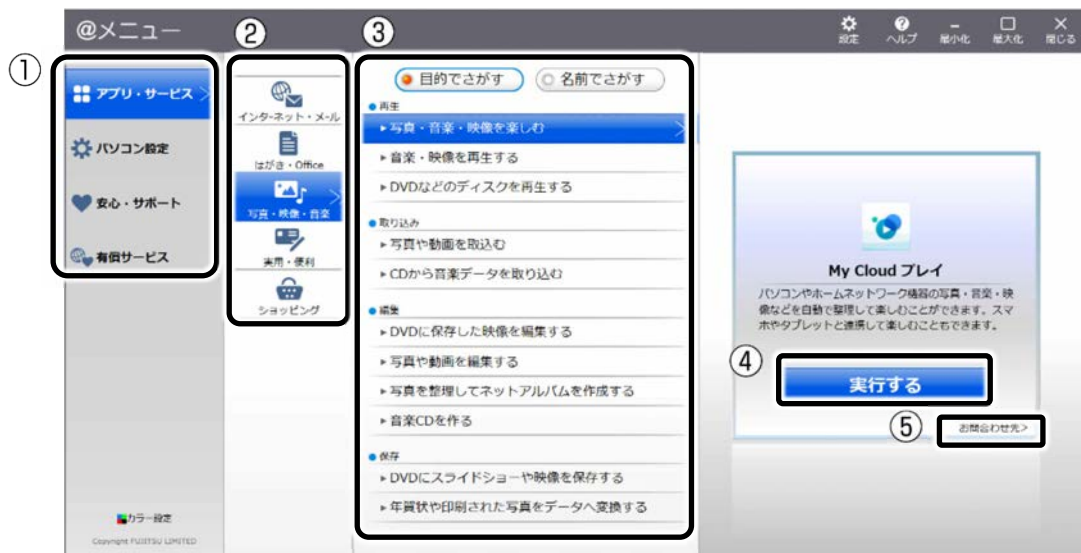 @メニュー
設定
ヘルプ
最小化
最大化
閉じる
①
②
③
アプリ・サービス
パソコン設定
安心・サポート
有償サービス
カラー設定
Copyright FUJITSU LIMITED
インターネット・メール
はがき・Office
写真・映像・音楽
実用・便利
ショッピング
目的でさがす
名前でさがす
再生
写真・音楽・映像を楽しむ
音楽・映像を再生する
DVDなどのディスクを再生する
取り込み
写真や動画を取込む
CDから音楽データを取り込む
編集
DVDに保存した映像を編集する
写真や動画を編集する
写真を整理してネットアルバムを作成する
音楽CDを作る
保存
DVDにスライドショーや映像を保存する
年賀状や印刷された写真をデータへ変換する
My Cloud プレイ
パソコンやホームネットワーク機器の写真・音楽・映
像などを自動で整理して楽しむことができます。スマ
ホやタブレットと連携して楽しむこともできます。
④
実行する
⑤
お問合わせ先>